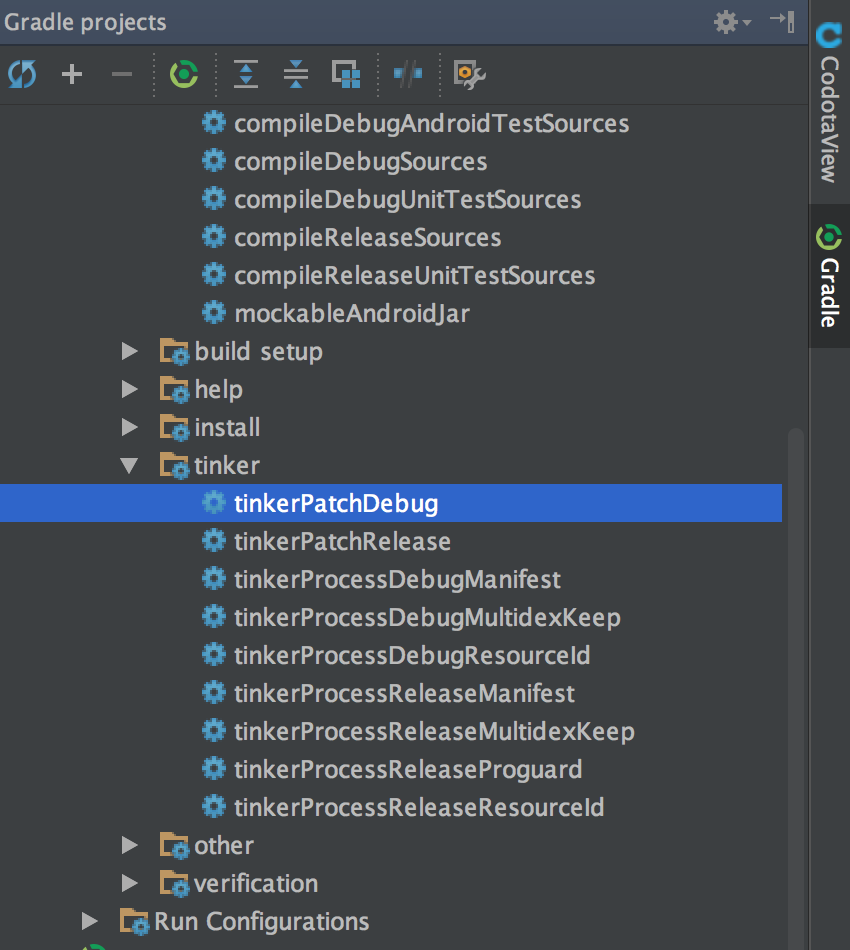 Gradle projects
compileDebugAndroidTestSources
compileDebugSources
compileDebugUnitTestSources
compileReleaseSources
compileReleaseUnitTestSources
mockableAndroidJar
build setup
help
install
tinker
tinkerPatchDebug
tinkerPatchRelease
tinkerProcessDebugManifest
tinkerProcessDebugMultidexKeep
tinkerProcessDebugResourceId
tinkerProcessReleaseManifest
tinkerProcessReleaseMultidexKeep
tinkerProcessReleaseProguard
tinkerProcessReleaseResourceId
other
verification
Run Configurations
CodotaView
Gradle